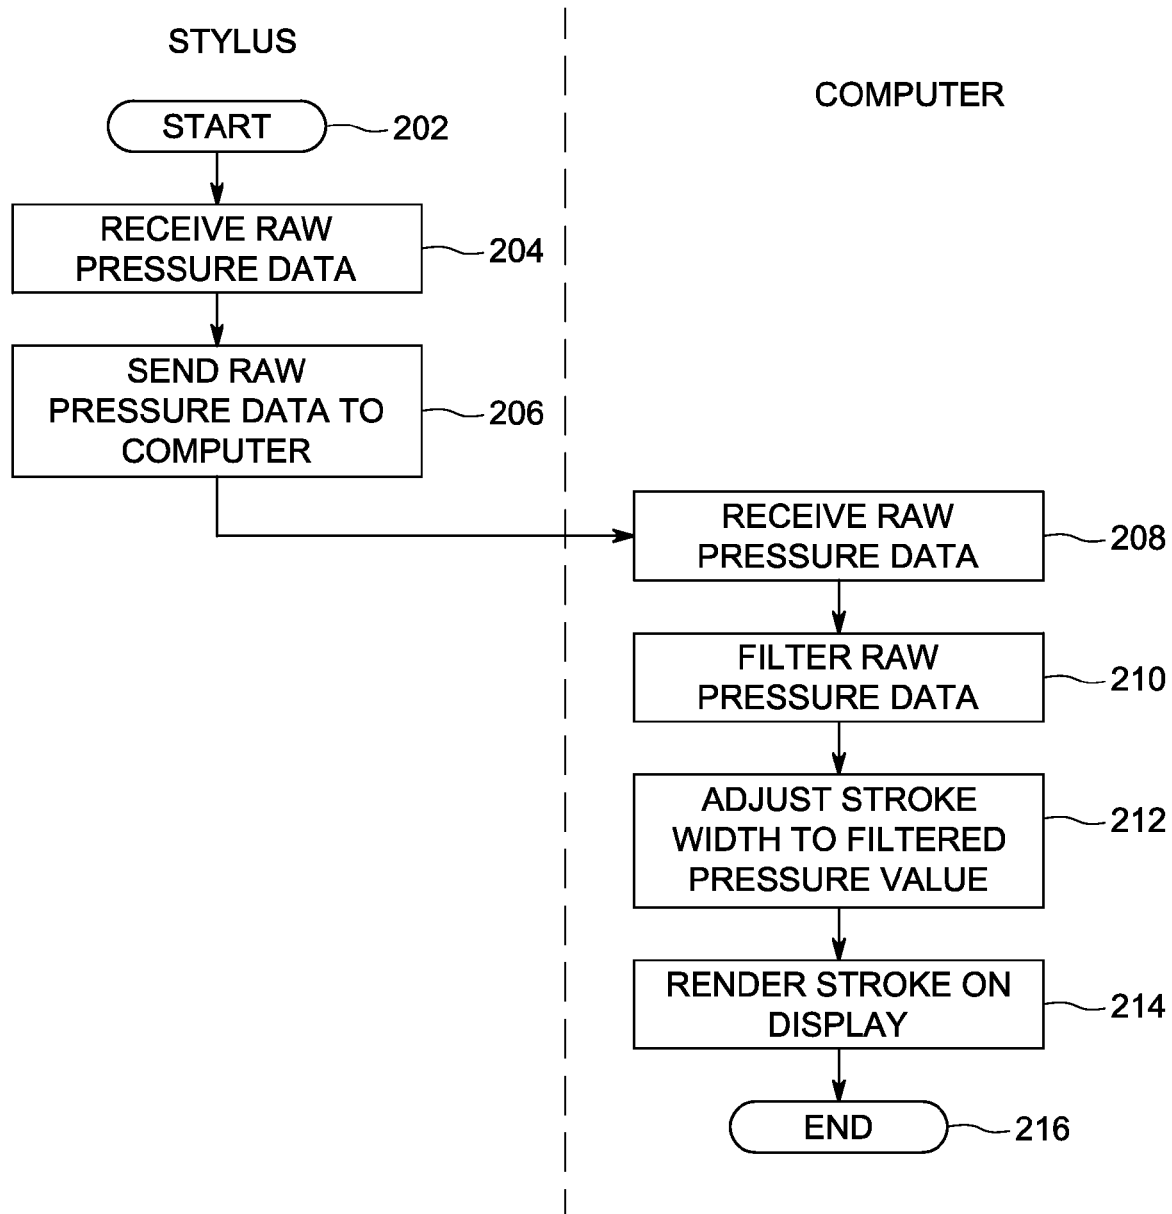 STYLUS
COMPUTER
START
202
RECEIVE RAW
PRESSURE DATA
204
SEND RAW
PRESSURE DATA TO
COMPUTER
206
RECEIVE RAW
PRESSURE DATA
208
FILTER RAW
PRESSURE DATA
210
ADJUST STROKE
WIDTH TO FILTERED
PRESSURE VALUE
212
RENDER STROKE ON
DISPLAY
214
END
216